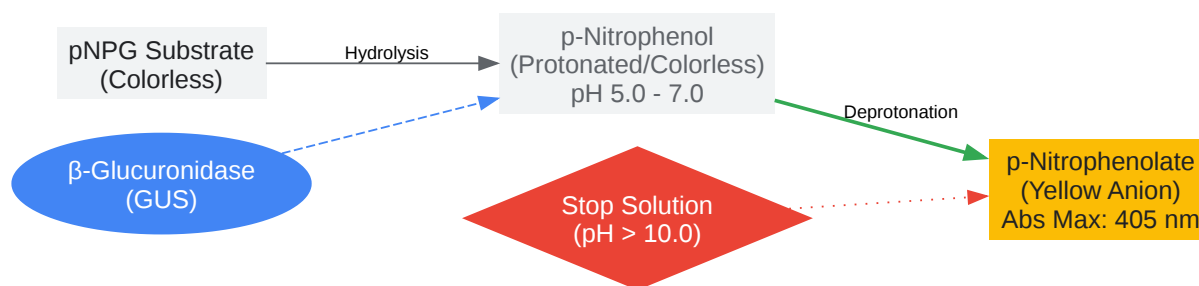 pNPG Substrate
(Colorless)
Hydrolysis
p-Nitrophenol
(Protonated/Colorless)
pH 5.0 - 7.0
β-Glucuronidase
(GUS)
Deprotonation
Stop Solution
(pH > 10.0)
p-Nitrophenolate
(Yellow Anion)
Abs Max: 405 nm